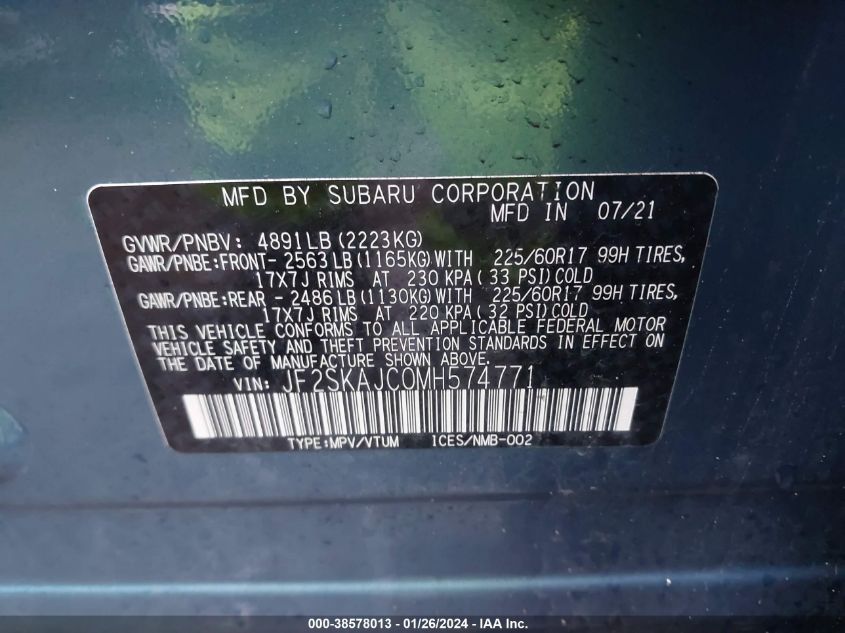 MFD BY SUBARU CORPORATION
MFD IN 07/21
GVWR/PNBV: 4891LB (2223KG)
GAWR/PNBE:FRONT- 2563LB(1165KG)WITH 225/60R17 99H TIRES,
17X7J RIMS AT 230 KPA( 33 PSI)COLD
GAWR/PNBE:REAR - 2486LB(1130KG)WITH 225/60R17 99H TIRES,
17X7J RIMS AT 220 KPA( 32 PSI)COLD
THIS VEHICLE CONFORMS TO ALL APPLICABLE FEDERAL MOTOR
VEHICLE SAFETY AND THEFT PREVENTION STANDARDS IN EFFECT ON
THE DATE OF MANUFACTURE SHOWN ABOVE.
VIN: JF2SKAJC0MH574771
TYPE:MPV/VTUM ICES/NMB-002
000-38578013 - 01/26/2024 - IAA Inc.